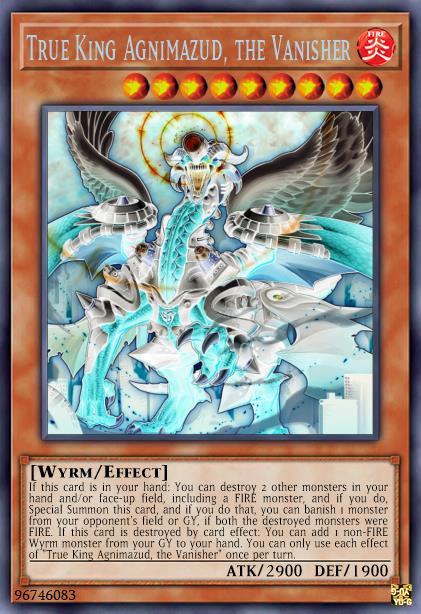 TRUE KING AGNIMAZUD, THE VANISHER
FIRE
炎
[WYRM/EFFECT]
If this card is in your hand: You can destroy 2 other monsters in your
hand and/or face-up field, including a FIRE monster, and if you do,
Special Summon this card, and if you do that, you can banish 1 monster
from your opponent's field or GY, if both the destroyed monsters were
FIRE. If this card is destroyed by card effect: You can add 1 non-FIRE
Wyrm monster from your GY to your hand. You can only use each effect
of "True King Agnimazud, the Vanisher" once per turn.
ATK/2900 DEF/1900
96746083